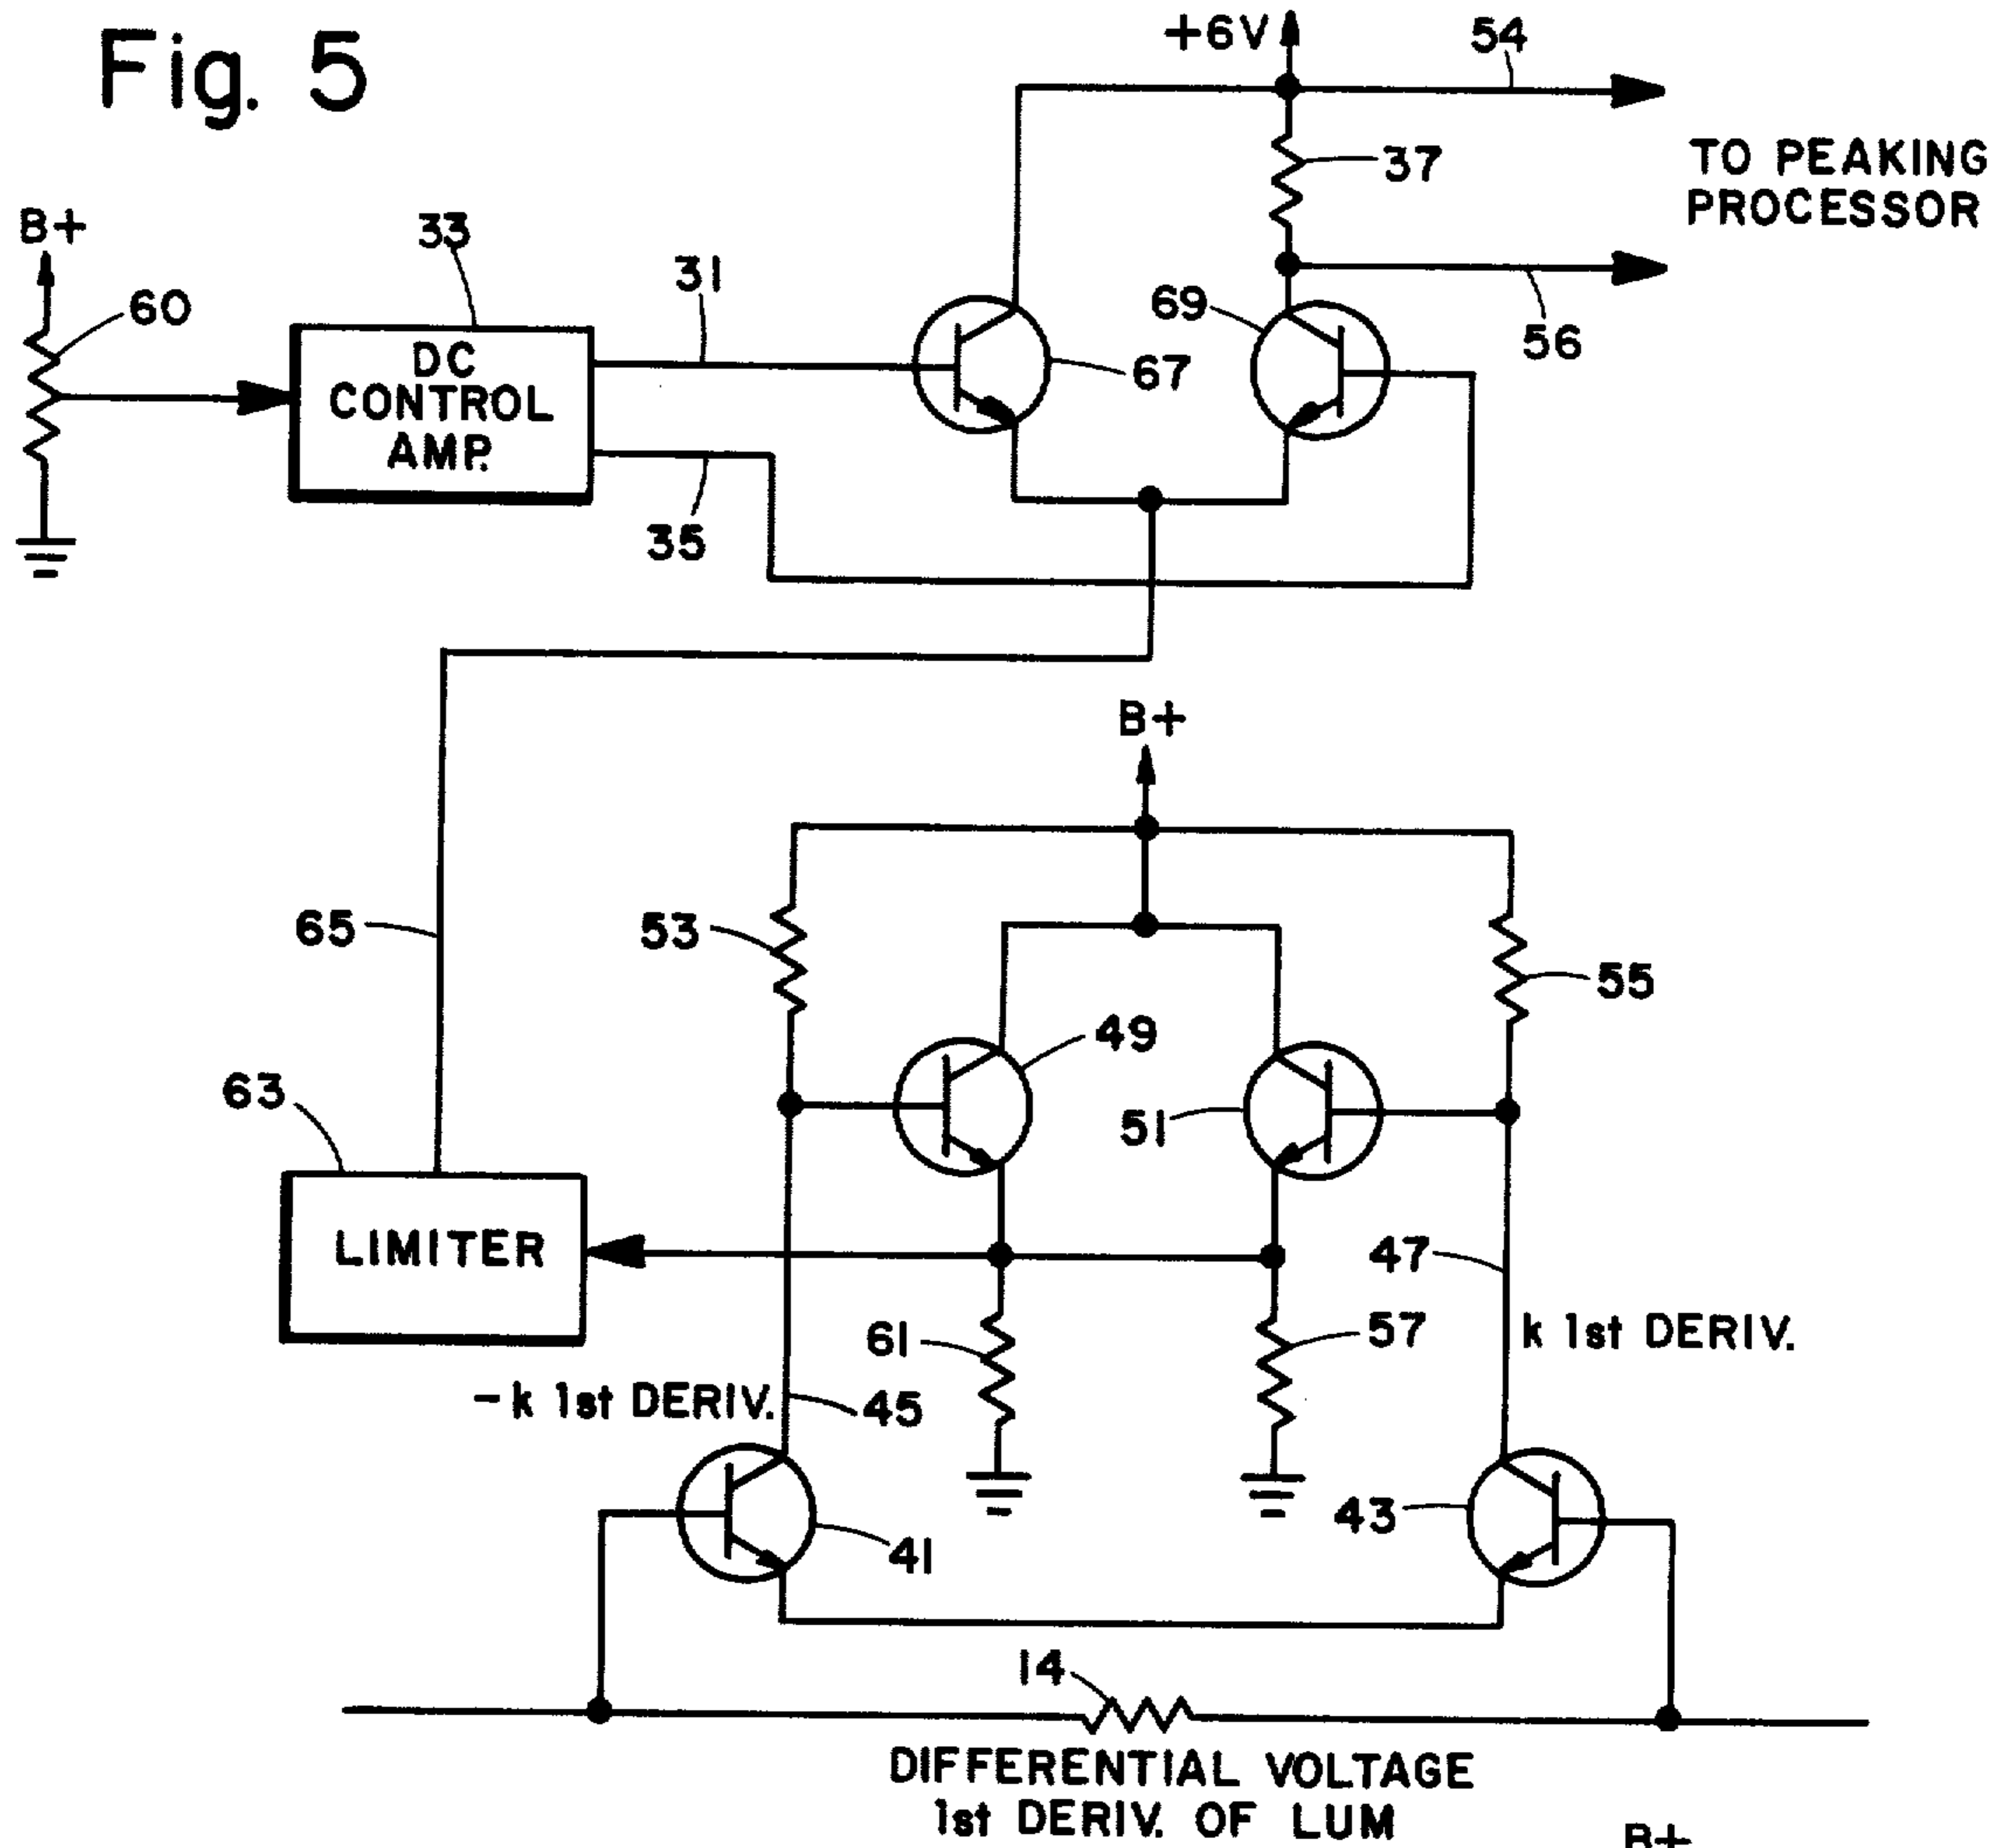 Fig. 5
+6V
54
37
TO PEAKING
PROCESSOR
B+
33
60
31
69
56
DC
CONTROL
AMP.
67
35
B+
65
53
55
49
63
51
LIMITER
47
61
57
k 1st DERIV.
-k 1st DERIV.
45
43
41
14
DIFFERENTIAL VOLTAGE
1st DERIV. OF LUM
B+